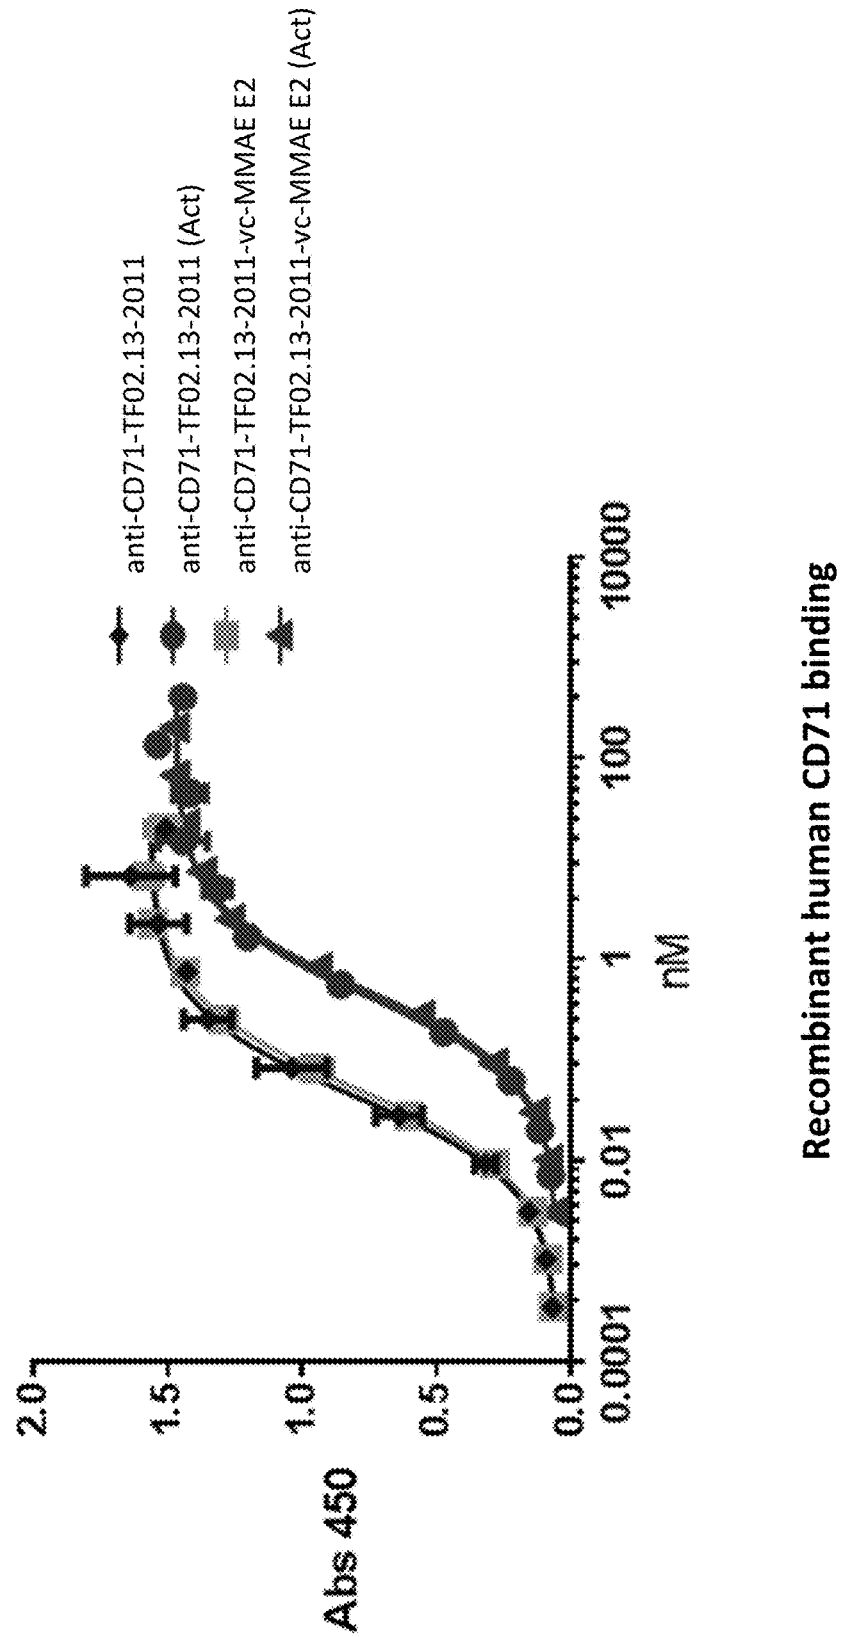 anti-CD71-TF02.13-2011
anti-CD71-TF02.13-2011 (Act)
anti-CD71-TF02.13-2011-vc-MMAE E2
anti-CD71-TF02.13-2011-vc-MMAE E2 (Act)
Abs 450
2.0
1.5
1.0
0.5
0.0
0.0001
0.01
1
100
10000
nM
Recombinant human CD71 binding